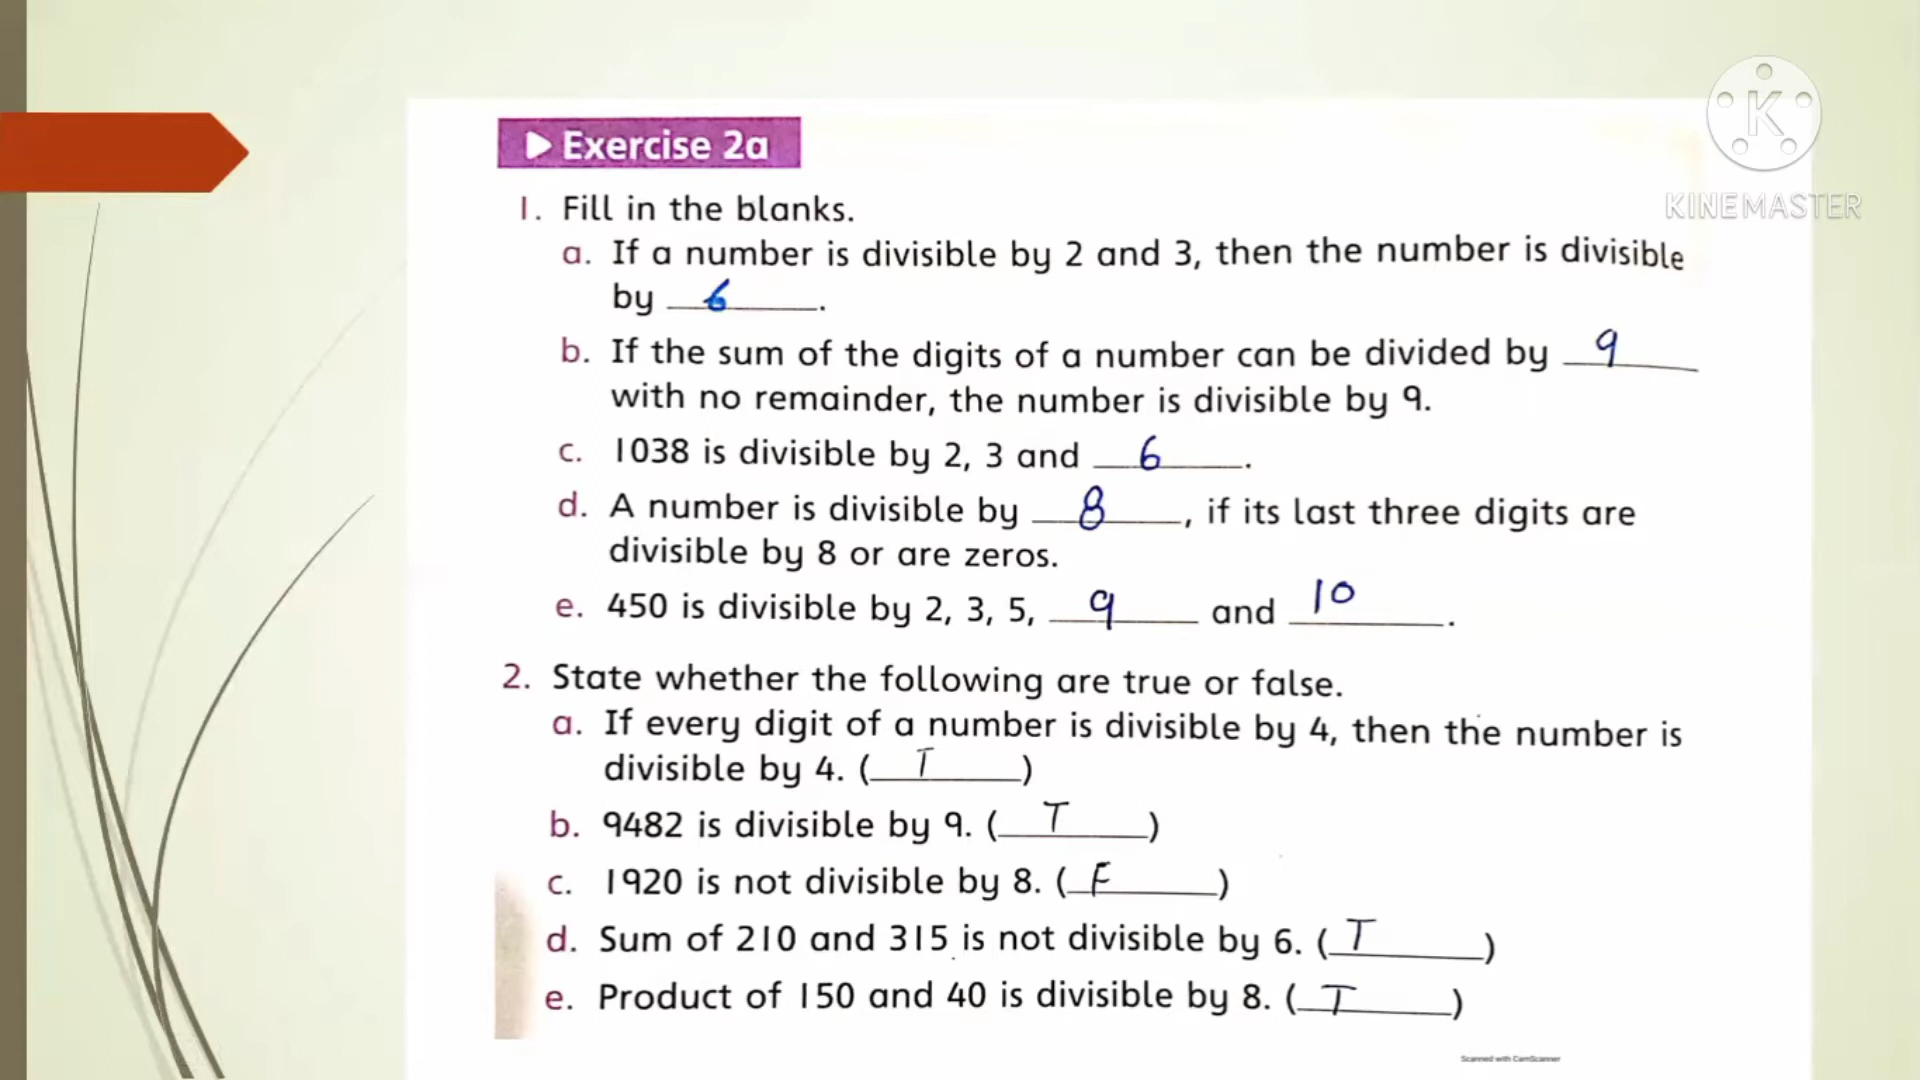 KINEMASTER
Exercise 2a
1. Fill in the blanks.
a. If a number is divisible by 2 and 3, then the number is divisible
by 6.
b. If the sum of the digits of a number can be divided by 9
with no remainder, the number is divisible by 9.
c. 1038 is divisible by 2, 3 and 6.
d. A number is divisible by 8, if its last three digits are
divisible by 8 or are zeros.
e. 450 is divisible by 2, 3, 5, 9 and 10.
2. State whether the following are true or false.
a. If every digit of a number is divisible by 4, then the number is
divisible by 4. (T)
b. 9482 is divisible by 9. (T)
c. 1920 is not divisible by 8. (F)
d. Sum of 210 and 315 is not divisible by 6. (T)
e. Product of 150 and 40 is divisible by 8. (T)
Scanned with CamScanner